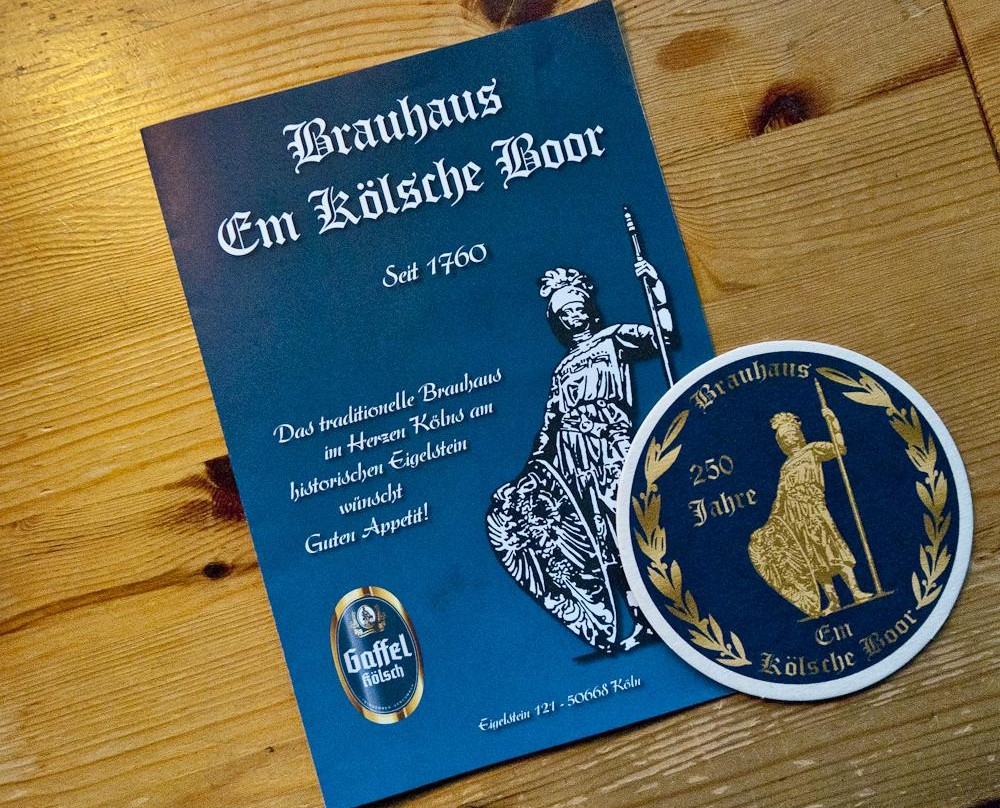 Brauhaus
Em Kölsche Boor
Seit 1760
Das traditionelle Brauhaus
im Herzen Kölns am
historischen Eigelstein
wünscht
Guten Appetit!
Gaffel
Kölsch
Eigelstein 121 - 50668 Köln
Brauhaus
250
Jahre
Em
Kölsche Boor